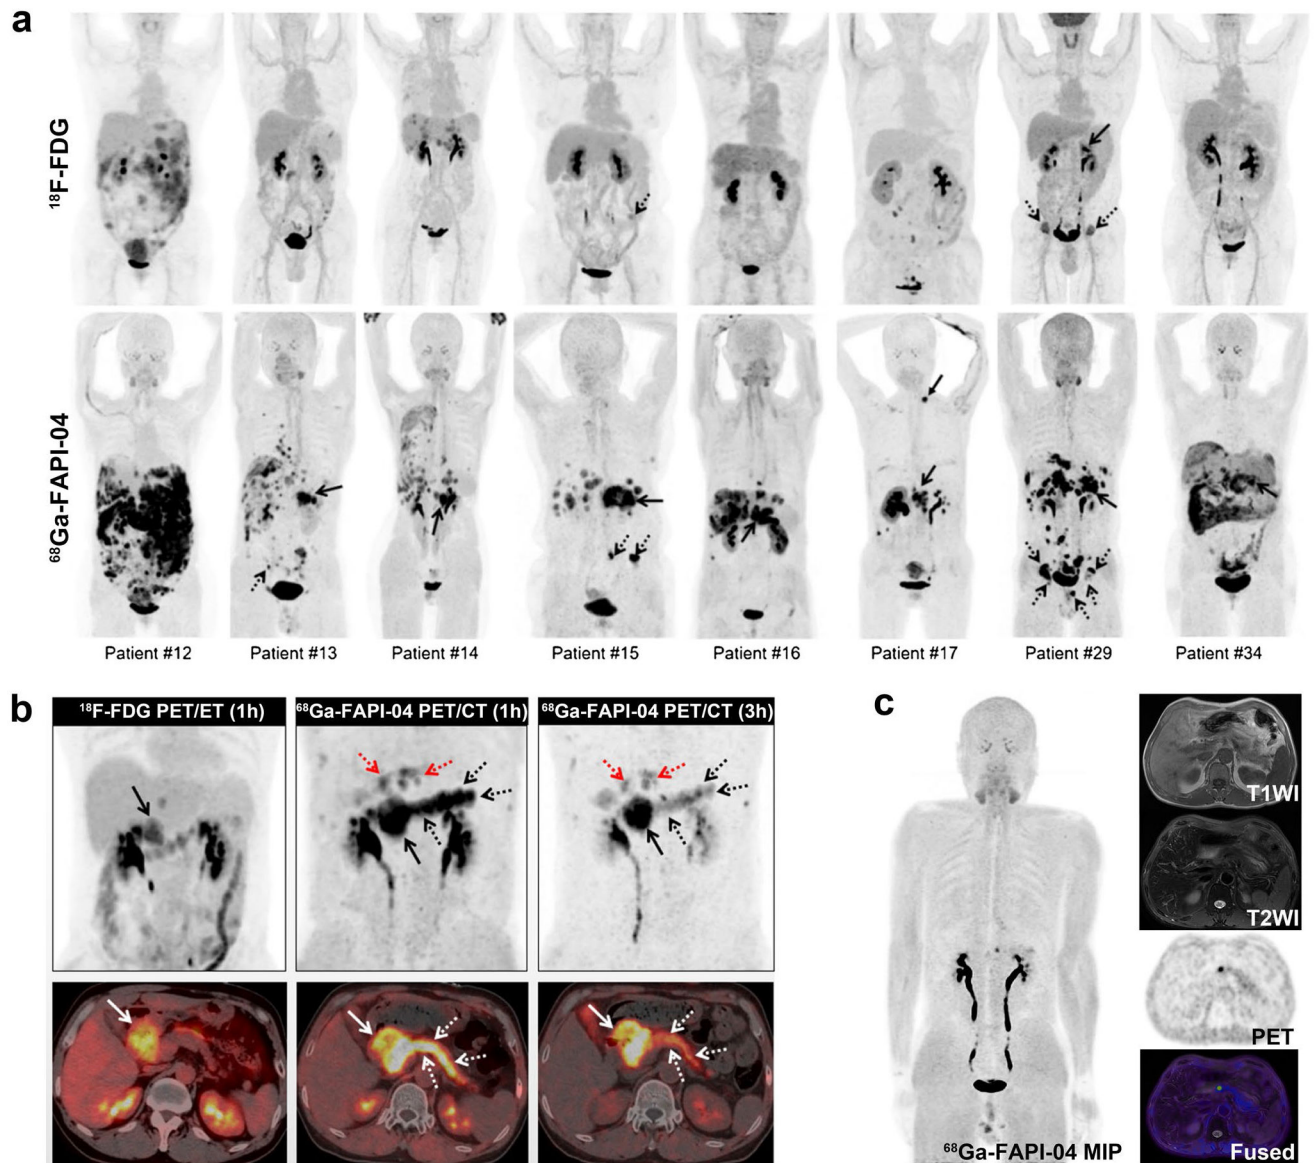 a
¹⁸F-FDG
⁶⁸Ga-FAPI-04
Patient #12 Patient #13 Patient #14 Patient #15 Patient #16 Patient #17 Patient #29 Patient #34
b
¹⁸F-FDG PET/ET (1h) ⁶⁸Ga-FAPI-04 PET/CT (1h) ⁶⁸Ga-FAPI-04 PET/CT (3h)
c
T1WI
T2WI
PET
Fused
⁶⁸Ga-FAPI-04 MIP